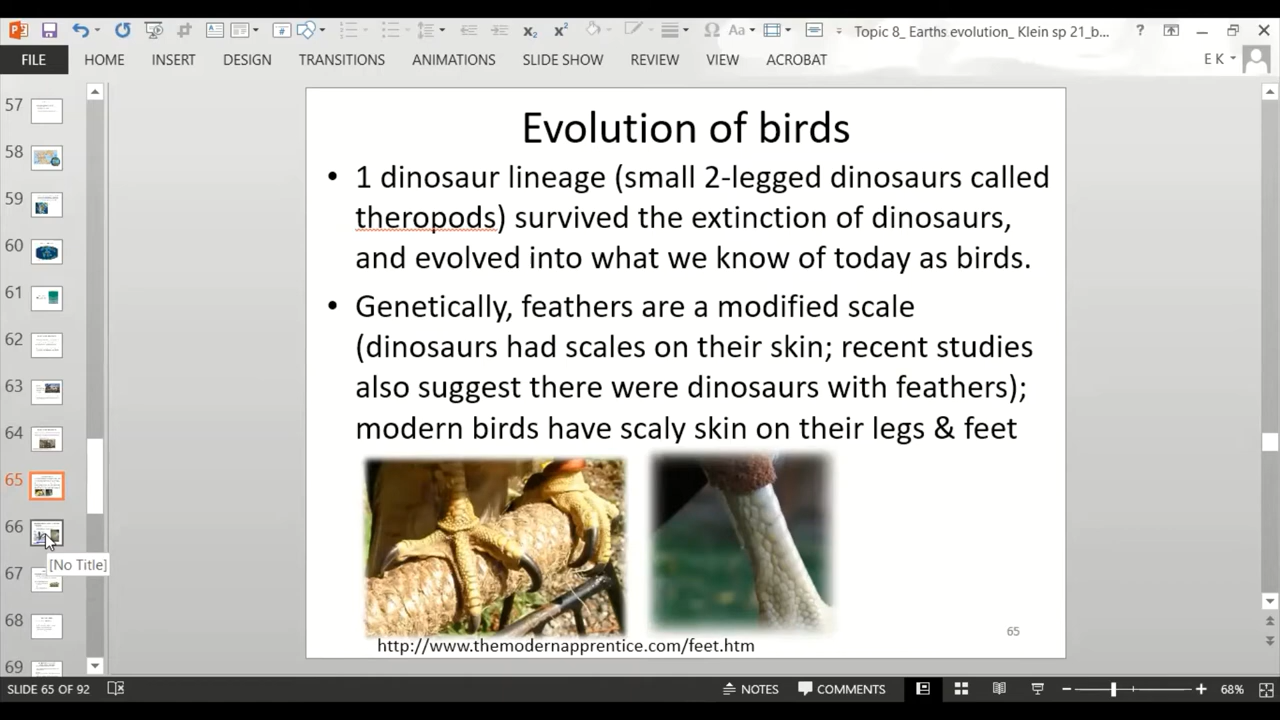 Topic 8_ Earths evolution_ Klein sp 21_b...
FILE HOME INSERT DESIGN TRANSITIONS ANIMATIONS SLIDE SHOW REVIEW VIEW ACROBAT E K
57
58
59
60
61
62
63
64
65
66
[No Title]
67
68
69
Evolution of birds
• 1 dinosaur lineage (small 2-legged dinosaurs called
theropods) survived the extinction of dinosaurs,
and evolved into what we know of today as birds.
• Genetically, feathers are a modified scale
(dinosaurs had scales on their skin; recent studies
also suggest there were dinosaurs with feathers);
modern birds have scaly skin on their legs & feet
http://www.themodernapprentice.com/feet.htm
65
SLIDE 65 OF 92 NOTES COMMENTS 68%